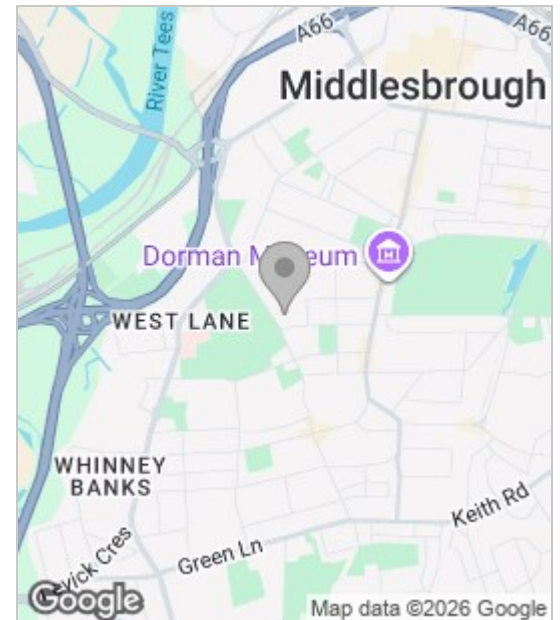 A66
A66
River Tees
Middlesbrough
Dorman M eum
WEST LANE
WHINNEY
BANKS
Keith Rd
Green Ln
evick Cres
Google
Map data ©2026 Google